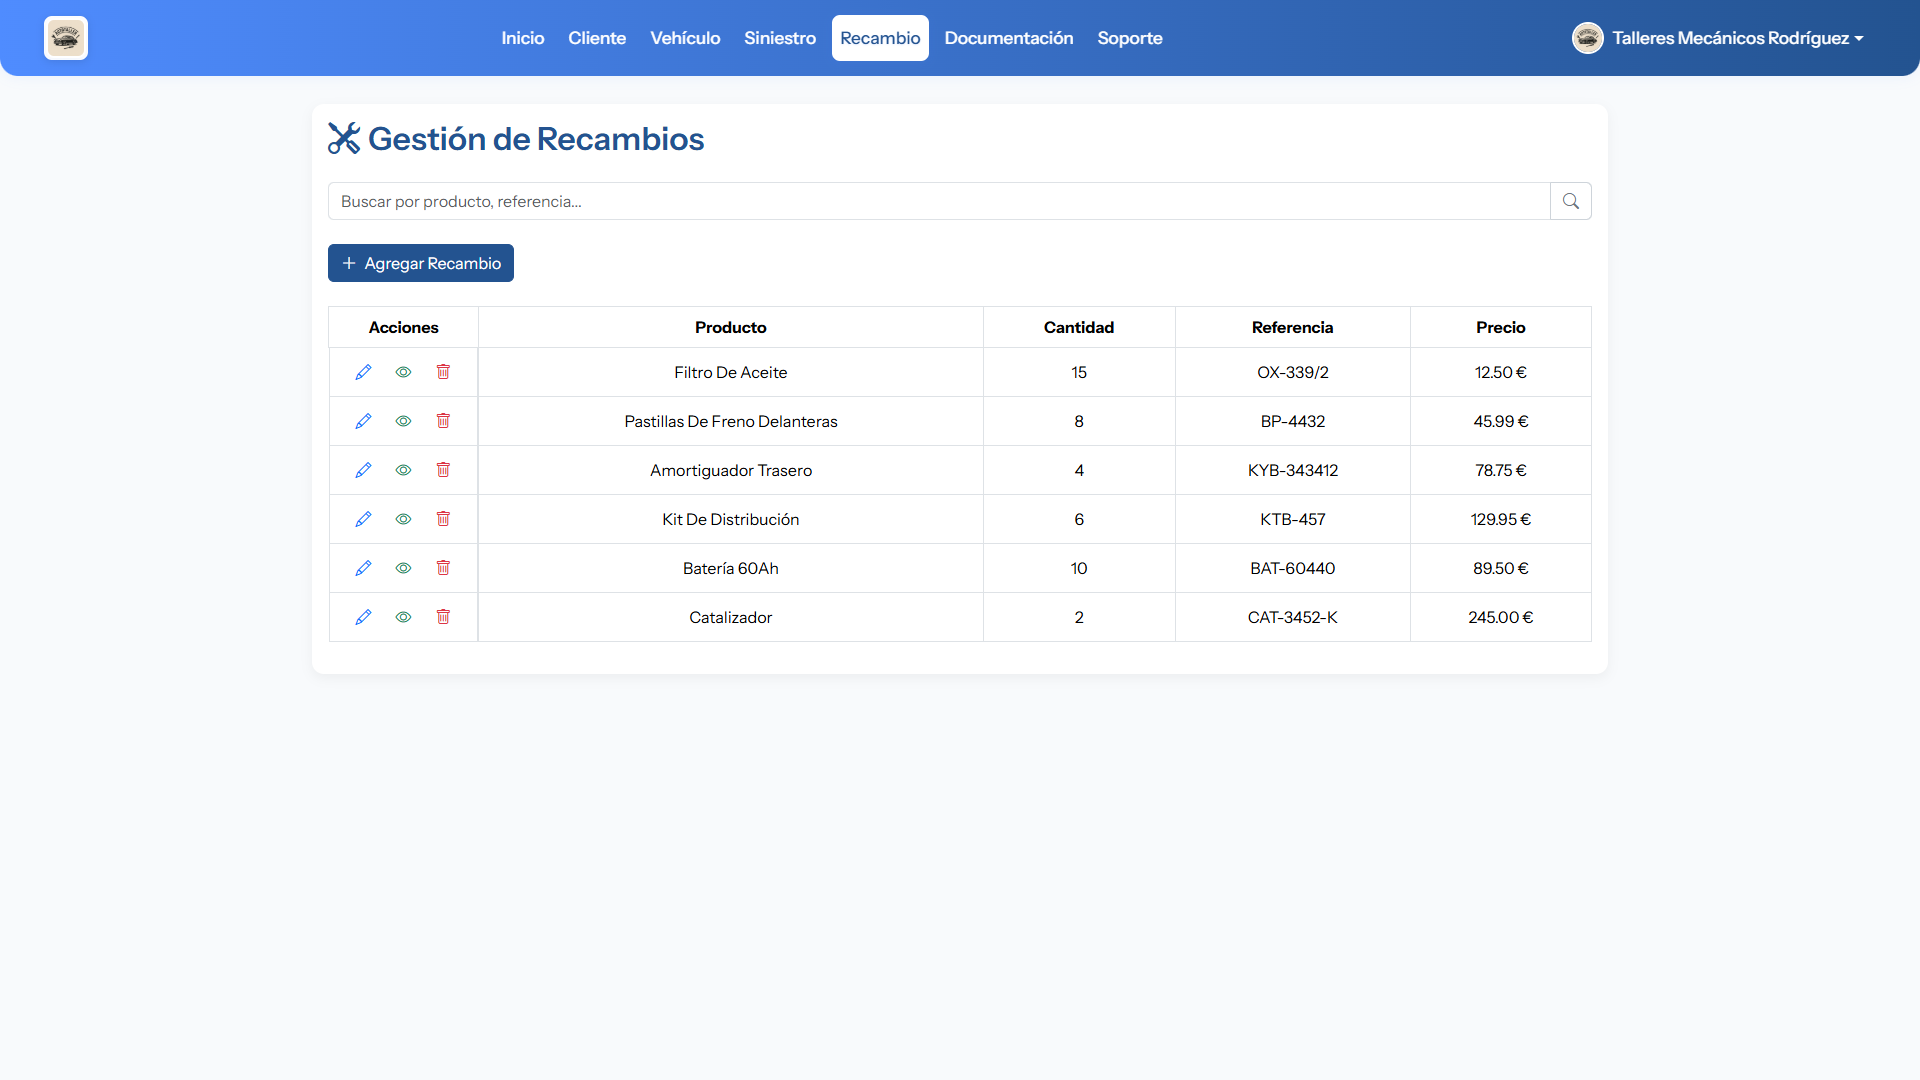 Inicio Cliente Vehículo Siniestro Recambio Documentación Soporte Talleres Mecánicos Rodríguez
Gestión de Recambios
Buscar por producto, referencia...
Agregar Recambio
Acciones Producto Cantidad Referencia Precio
Filtro De Aceite 15 OX-339/2 12.50 €
Pastillas De Freno Delanteras 8 BP-4432 45.99 €
Amortiguador Trasero 4 KYB-343412 78.75 €
Kit De Distribución 6 KTB-457 129.95 €
Batería 60Ah 10 BAT-60440 89.50 €
Catalizador 2 CAT-3452-K 245.00 €